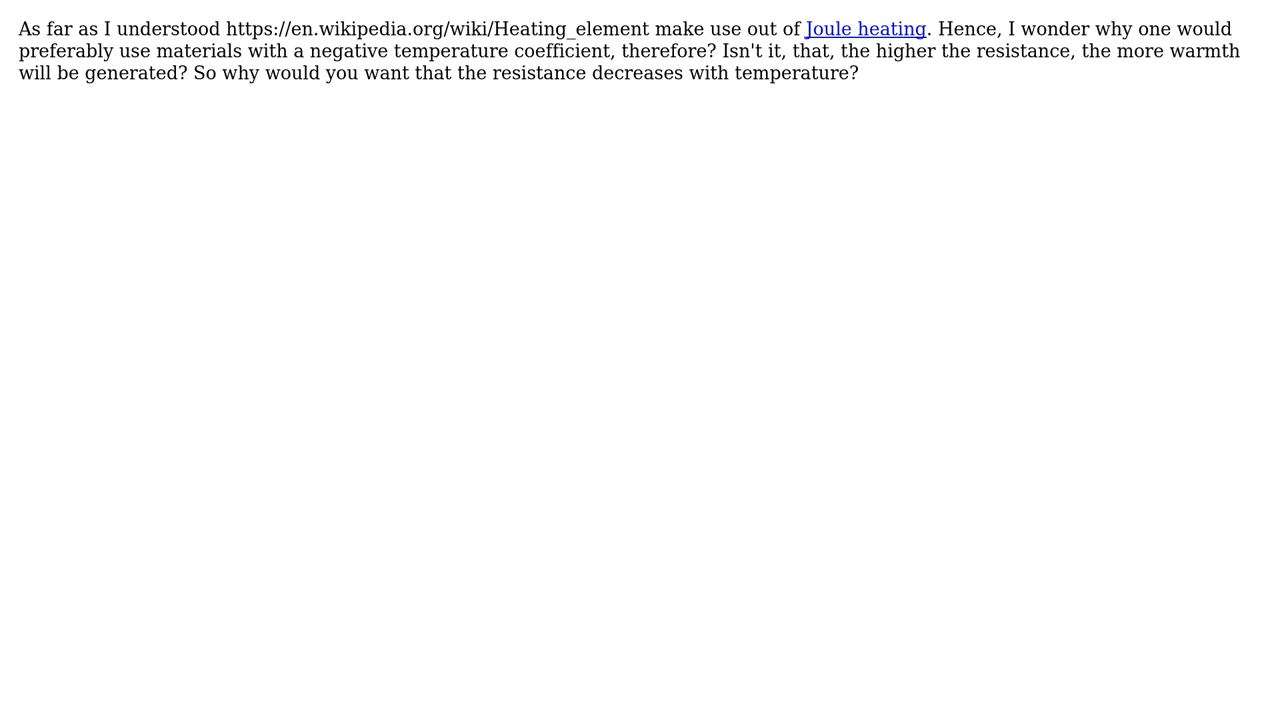 As far as I understood https://en.wikipedia.org/wiki/Heating_element make use out of Joule heating. Hence, I wonder why one would
preferably use materials with a negative temperature coefficient, therefore? Isn't it, that, the higher the resistance, the more warmth
will be generated? So why would you want that the resistance decreases with temperature?